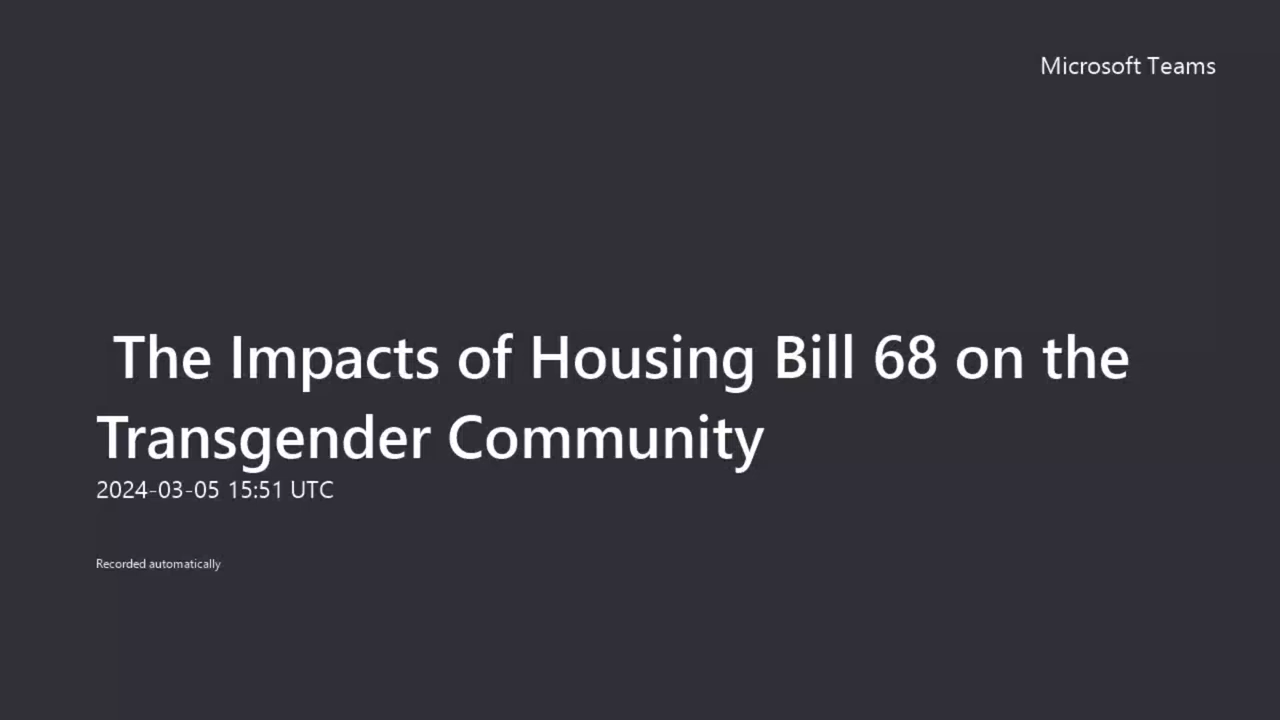 Microsoft Teams
The Impacts of Housing Bill 68 on the
Transgender Community
2024-03-05 15:51 UTC
Recorded automatically